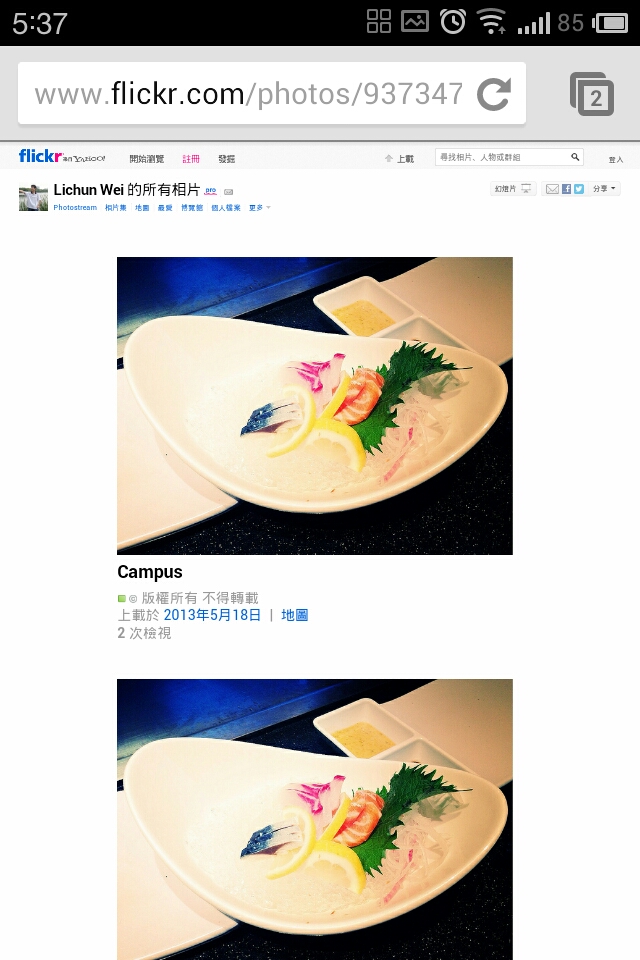 5:37 85
www.flickr.com/photos/937347 2
flickr 開始瀏覽 註冊 發掘 上載 尋找相片、人物或群組 登入
Lichun Wei 的所有相片 pro 幻燈片 分享
Photostream 相片集 地圖 最愛 博覽館 個人檔案 更多
Campus
© 版權所有 不得轉載
上載於 2013年5月18日 | 地圖
2 次檢視